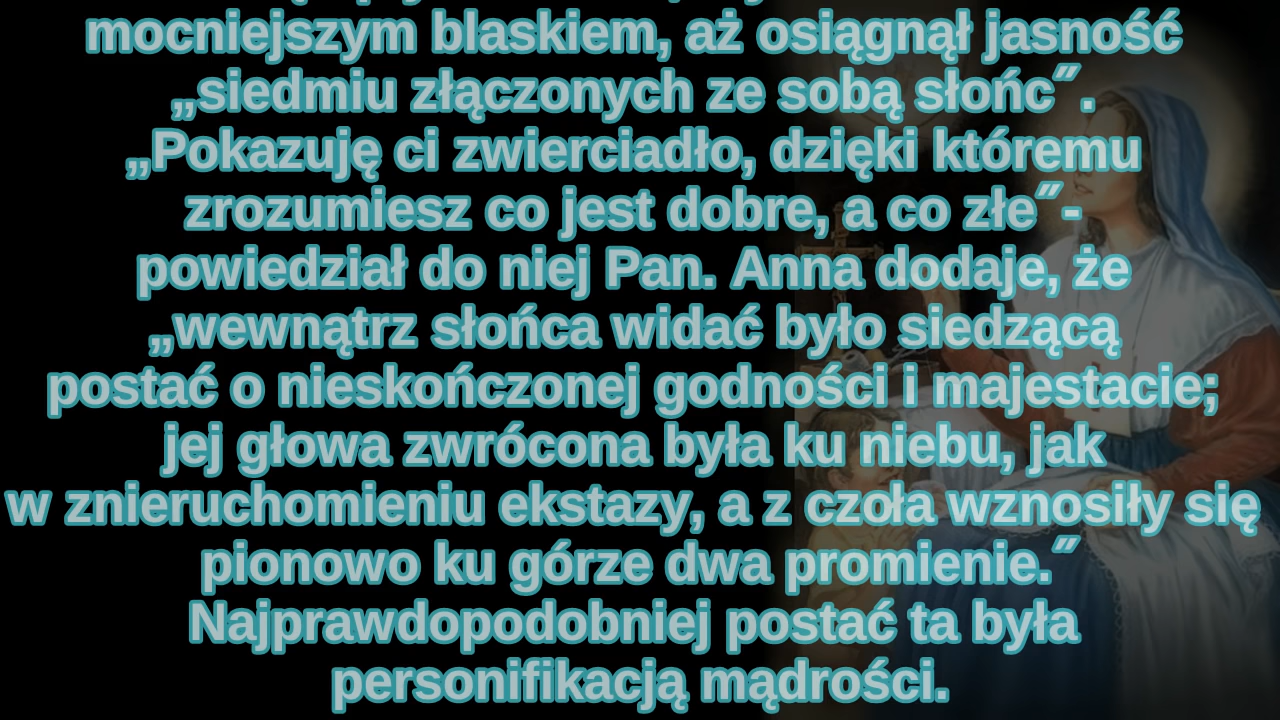 mocniejszym blaskiem, aż osiągnął jasność
„siedmiu złączonych ze sobą słońc˝.
„Pokazuję ci zwierciadło, dzięki któremu
zrozumiesz co jest dobre, a co złe˝-
powiedział do niej Pan. Anna dodaje, że
„wewnątrz słońca widać było siedzącą
postać o nieskończonej godności i majestacie;
jej głowa zwrócona była ku niebu, jak
w znieruchomieniu ekstazy, a z czoła wznosiły się
pionowo ku górze dwa promienie.˝
Najprawdopodobniej postać ta była
personifikacją mądrości.